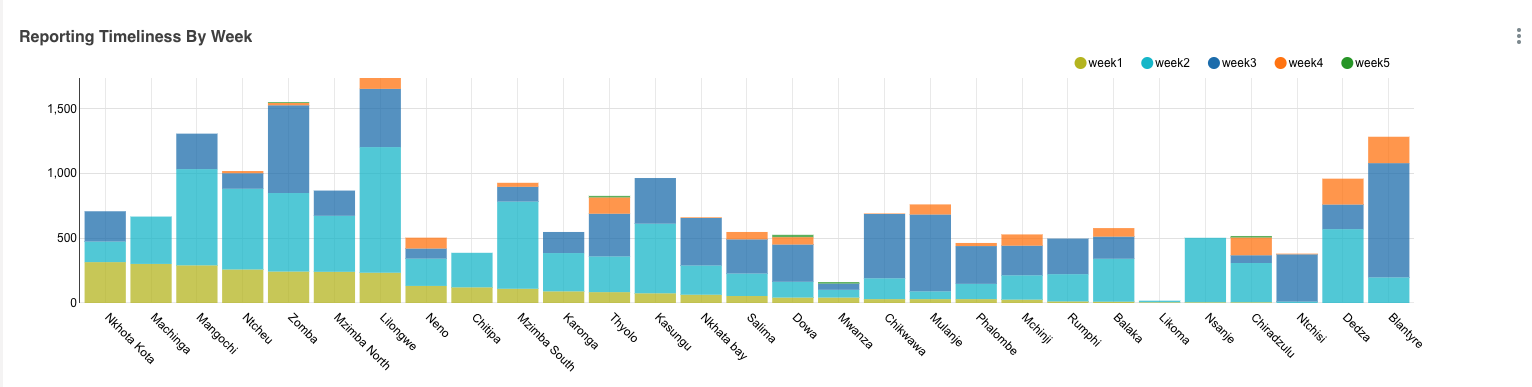 Reporting Timeliness By Week
week1 week2 week3 week4 week5
1,500
1,000
500
0
Nkhota Kota
Machinga
Mangochi
Ntcheu
Zomba
Mzimba North
Lilongwe
Neno
Chitipa
Mzimba South
Karonga
Thyolo
Kasungu
Nkhata bay
Salima
Dowa
Mwanza
Chikwawa
Mulanje
Phalombe
Mchinji
Rumphi
Balaka
Likoma
Nsanje
Chiradzulu
Ntchisi
Dedza
Blantyre